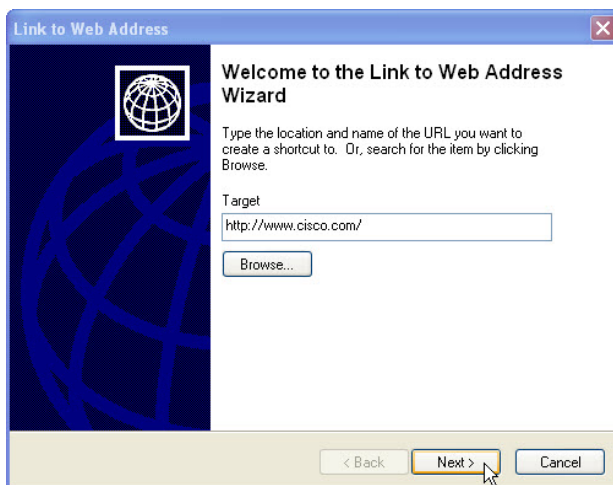 Link to Web Address
Welcome to the Link to Web Address
Wizard
Type the location and name of the URL you want to
create a shortcut to.  Or, search for the item by clicking
Browse.
Target
http://www.cisco.com/
Browse...
< Back
Next >
Cancel